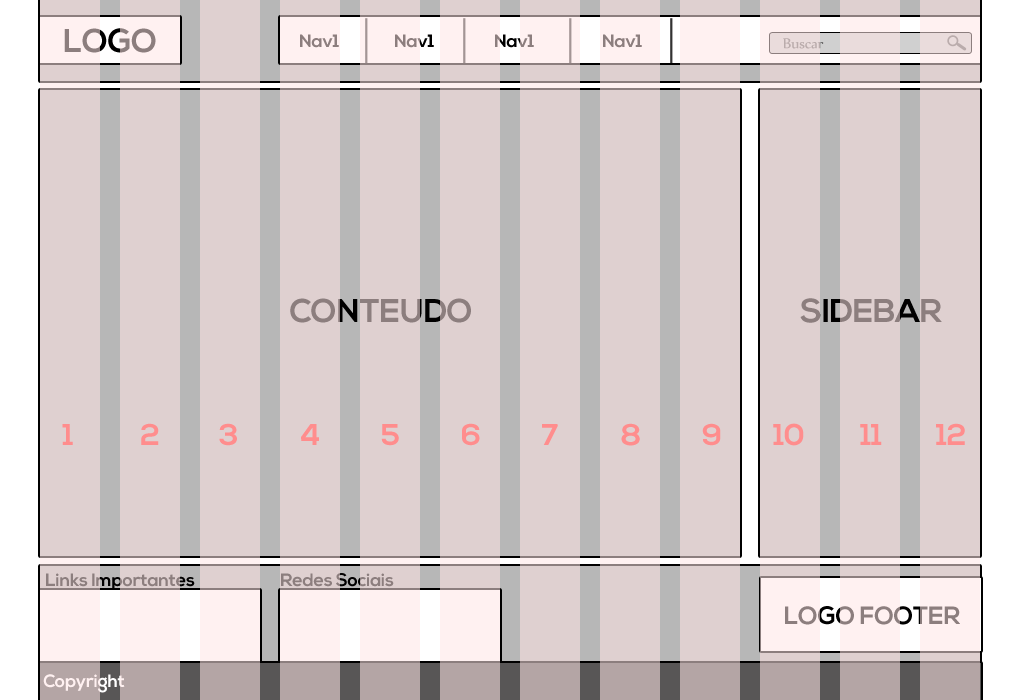 LOGO
Nav1 Nav1 Nav1 Nav1 Buscar
CONTEUDO SIDEBAR
1 2 3 4 5 6 7 8 9 10 11 12
Links Importantes Redes Sociais
LOGO FOOTER
Copyright